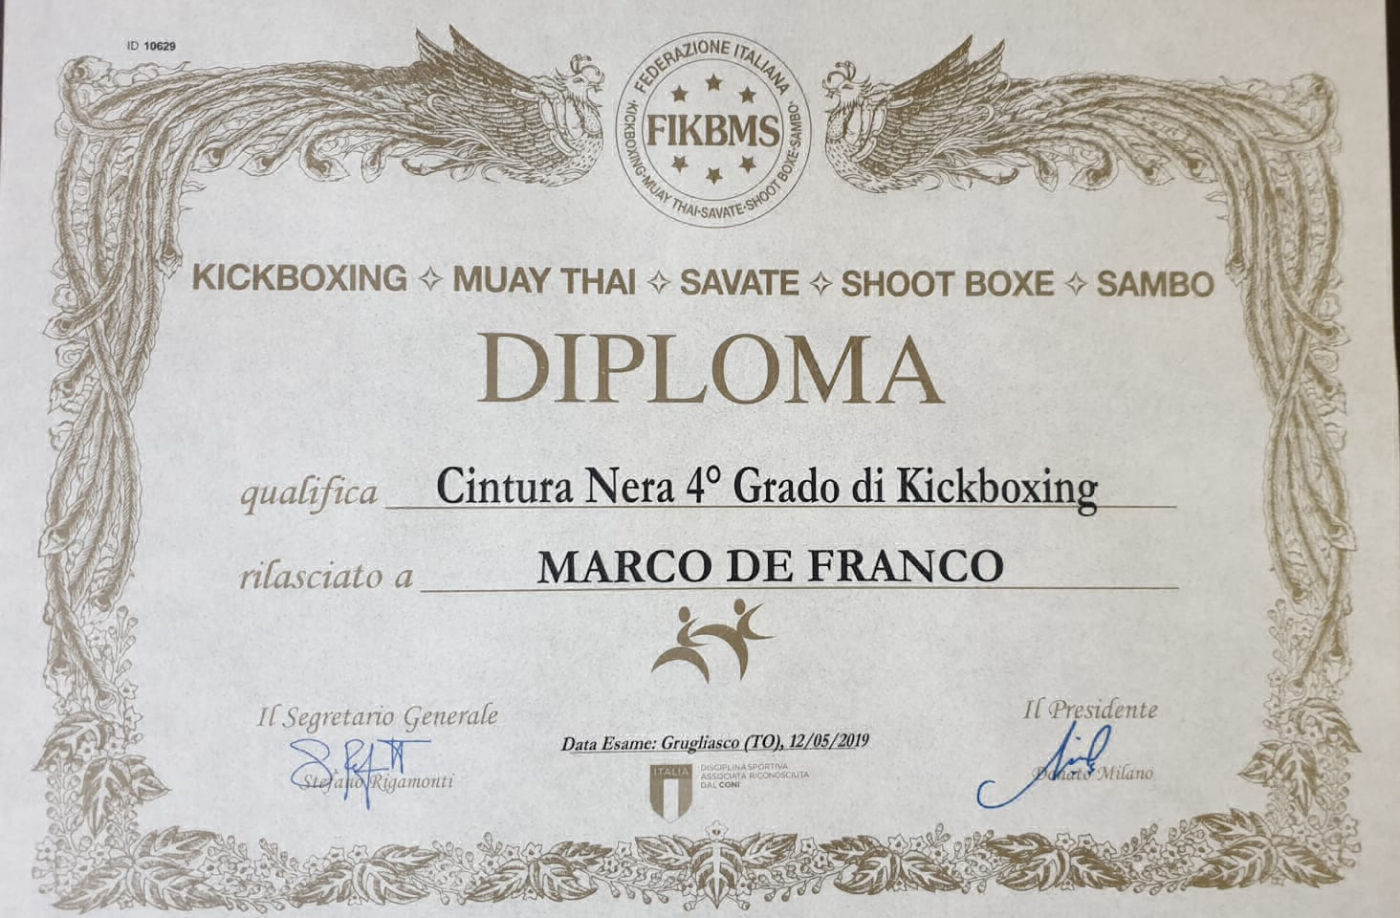 ID 10629
FEDERAZIONE ITALIANA
FIKBMS
KICKBOXING·MUAY THAI·SAVATE·SHOOT BOXE·SAMBO
KICKBOXING ✧ MUAY THAI ✧ SAVATE ✧ SHOOT BOXE ✧ SAMBO
DIPLOMA
qualifica Cintura Nera 4° Grado di Kickboxing
rilasciato a MARCO DE FRANCO
Il Segretario Generale
Stefano Rigamonti
Il Presidente
Donato Milano
Data Esame: Grugliasco (TO), 12/05/2019
ITALIA
DISCIPLINA SPORTIVA
ASSOCIATA RICONOSCIUTA
DAL CONI